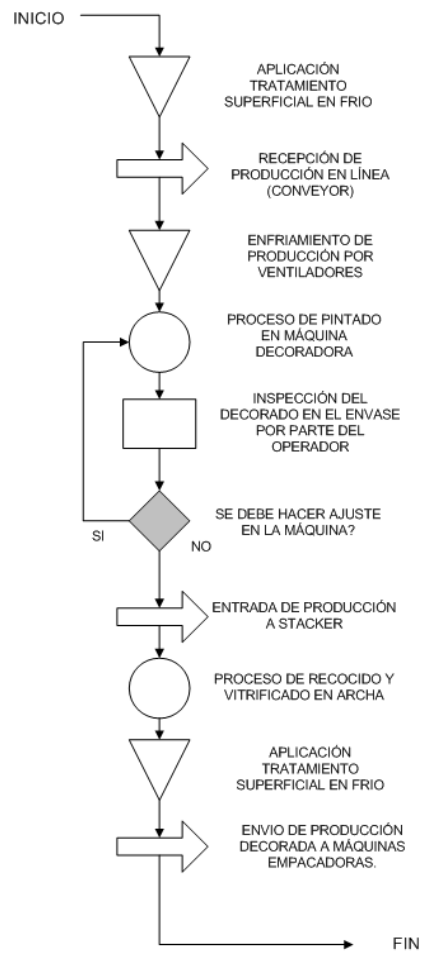 INICIO
APLICACIÓN
TRATAMIENTO
SUPERFICIAL EN FRIO
RECEPCIÓN DE
PRODUCCIÓN EN LÍNEA
(CONVEYOR)
ENFRIAMIENTO DE
PRODUCCIÓN POR
VENTILADORES
PROCESO DE PINTADO
EN MÁQUINA
DECORADORA
INSPECCIÓN DEL
DECORADO EN EL ENVASE
POR PARTE DEL
OPERADOR
SE DEBE HACER AJUSTE
EN LA MÁQUINA?
SI
NO
ENTRADA DE PRODUCCIÓN
A STACKER
PROCESO DE RECOCIDO Y
VITRIFICADO EN ARCHA
APLICACIÓN
TRATAMIENTO
SUPERFICIAL EN FRIO
ENVIO DE PRODUCCIÓN
DECORADA A MÁQUINAS
EMPACADORAS.
FIN